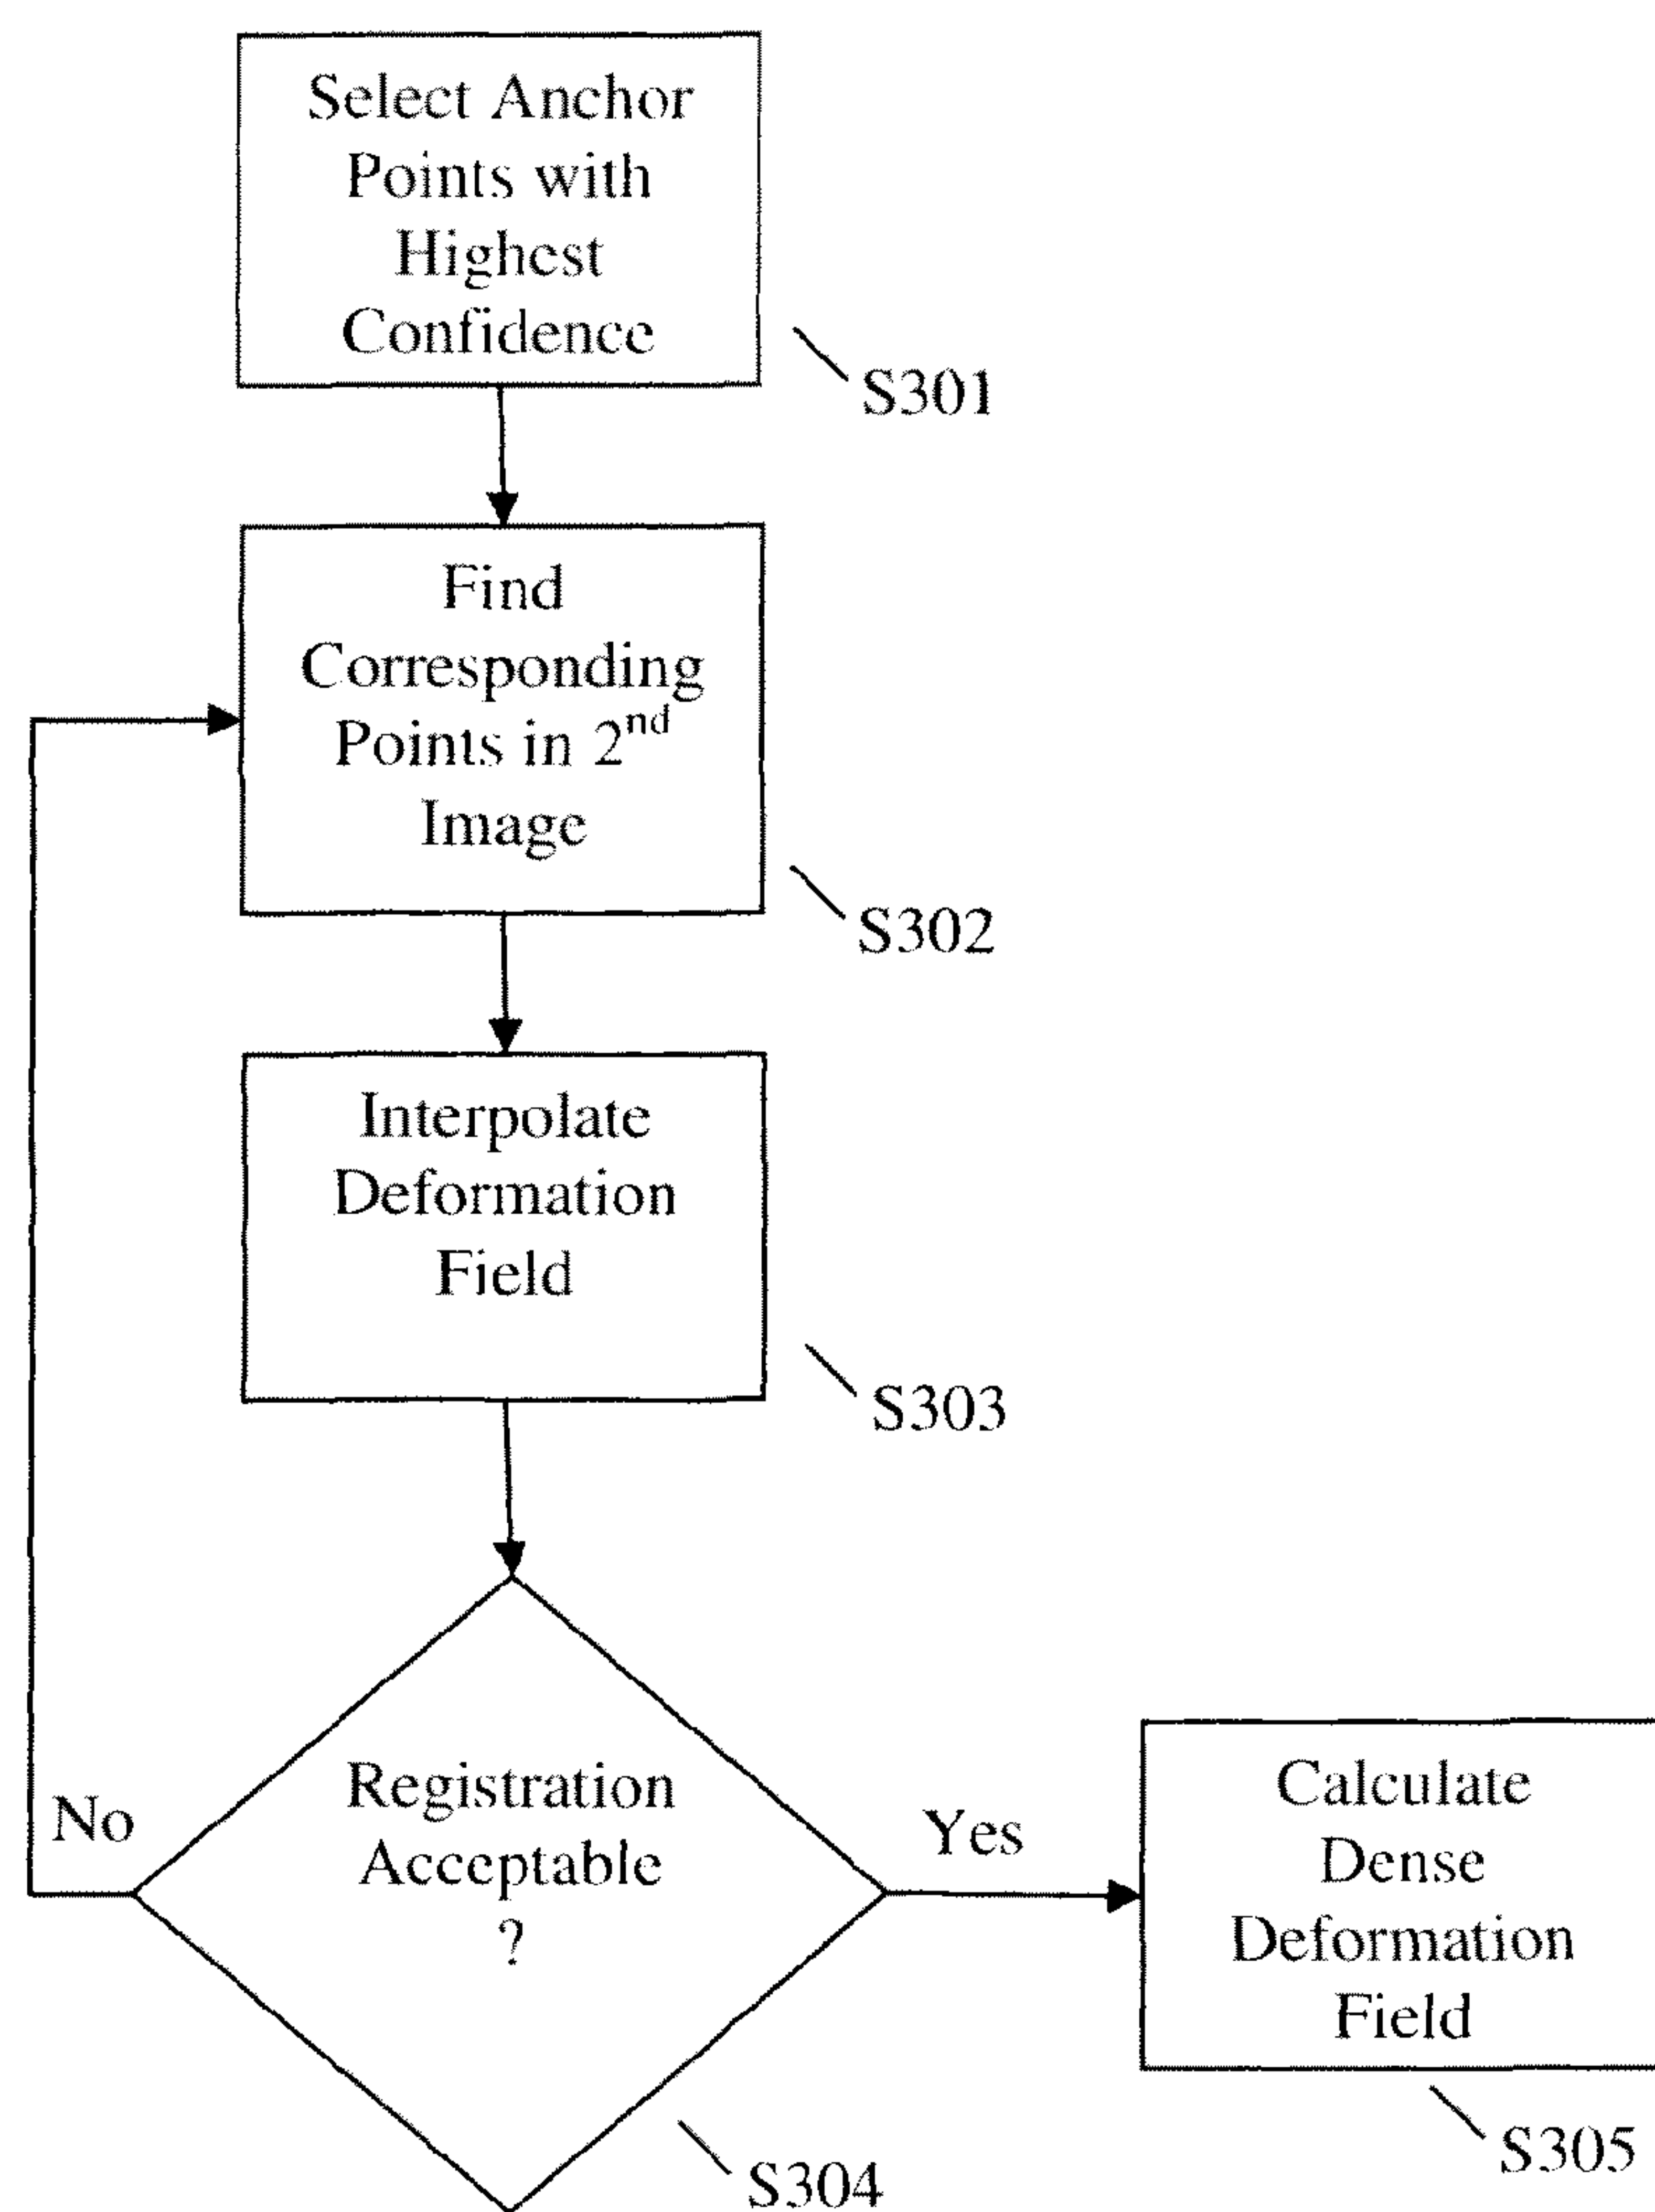 Select Anchor
Points with
Highest
Confidence
S301
Find
Corresponding
Points in 2nd
Image
S302
Interpolate
Deformation
Field
S303
Registration
Acceptable
?
No
Yes
S304
Calculate
Dense
Deformation
Field
S305